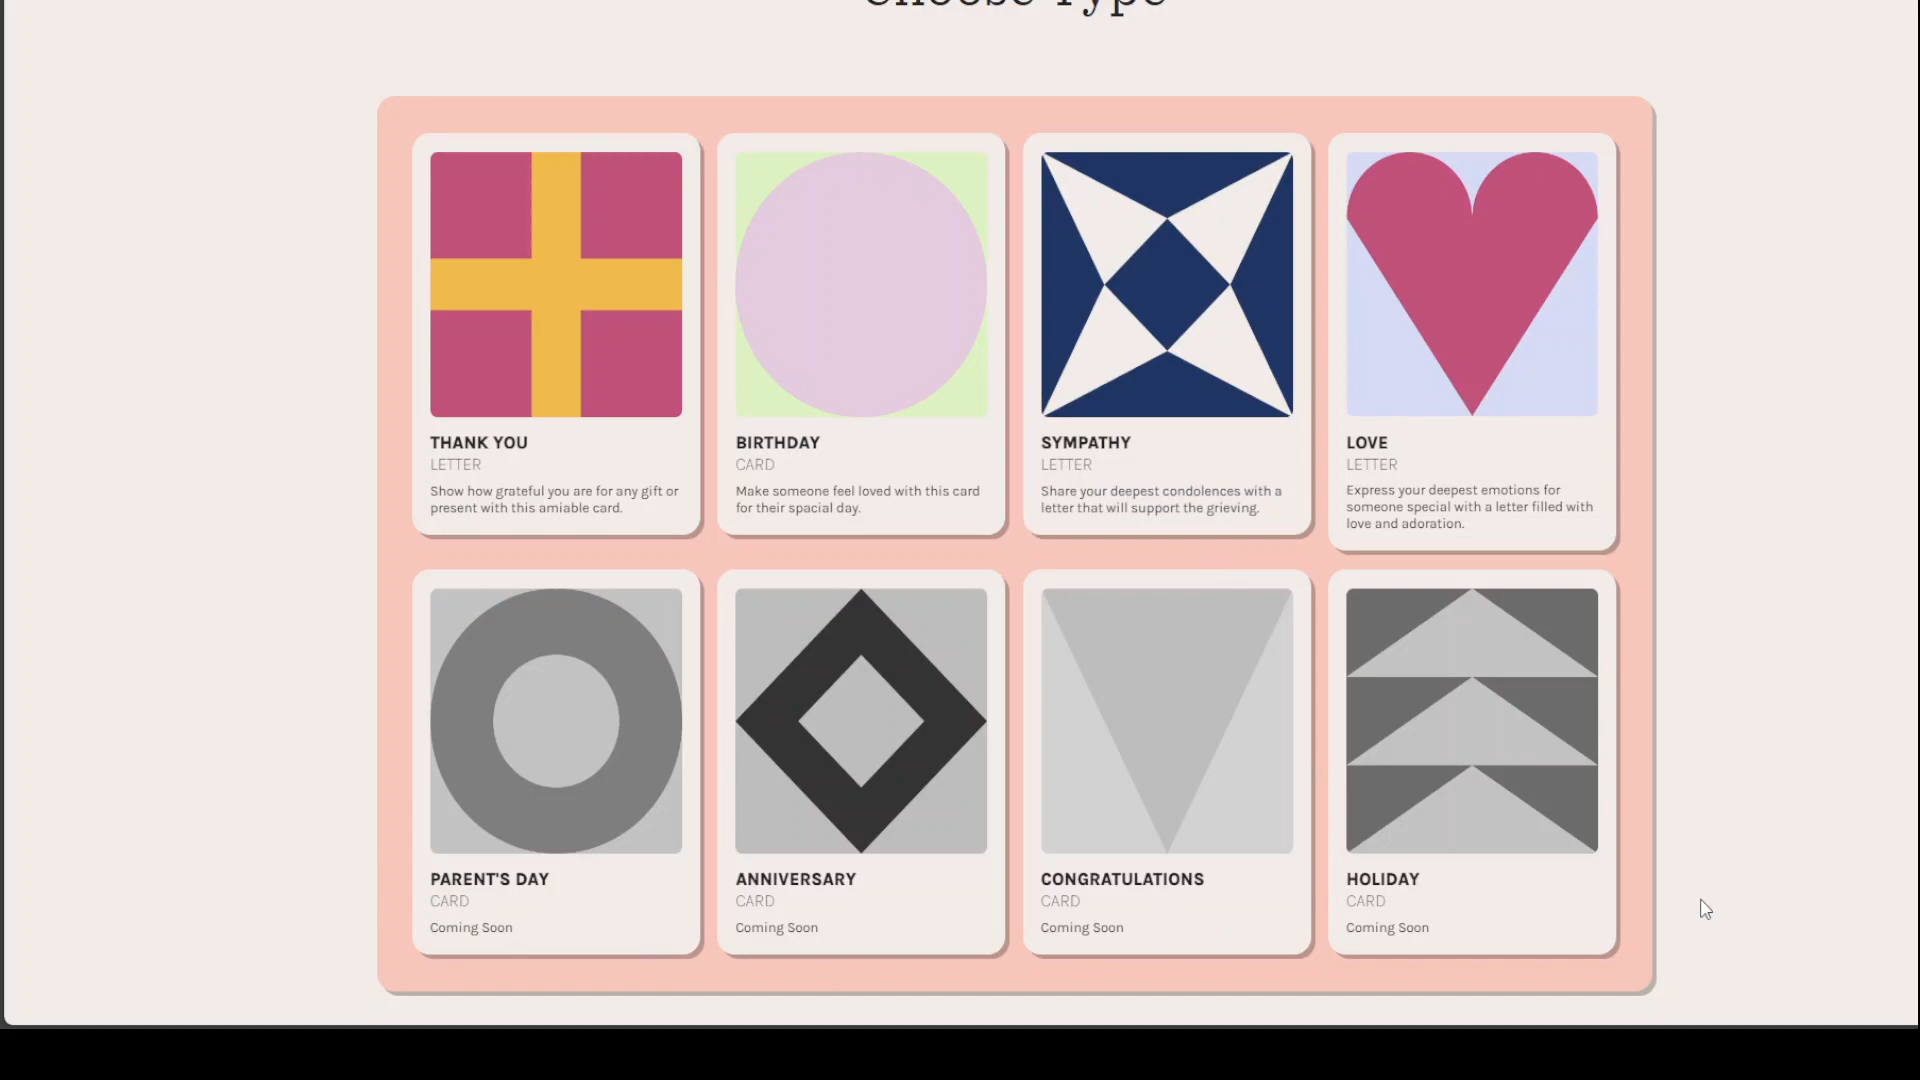 Choose Type
THANK YOU
LETTER
Show how grateful you are for any gift or
present with this amiable card.
BIRTHDAY
CARD
Make someone feel loved with this card
for their spacial day.
SYMPATHY
LETTER
Share your deepest condolences with a
letter that will support the grieving.
LOVE
LETTER
Express your deepest emotions for
someone special with a letter filled with
love and adoration.
PARENT'S DAY
CARD
Coming Soon
ANNIVERSARY
CARD
Coming Soon
CONGRATULATIONS
CARD
Coming Soon
HOLIDAY
CARD
Coming Soon